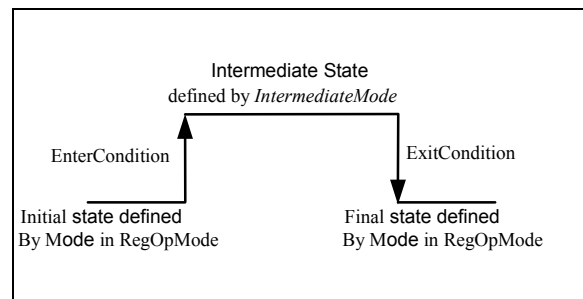 Intermediate State
defined by IntermediateMode
EnterCondition
ExitCondition
Initial state defined
By Mode in RegOpMode
Final state defined
By Mode in RegOpMode